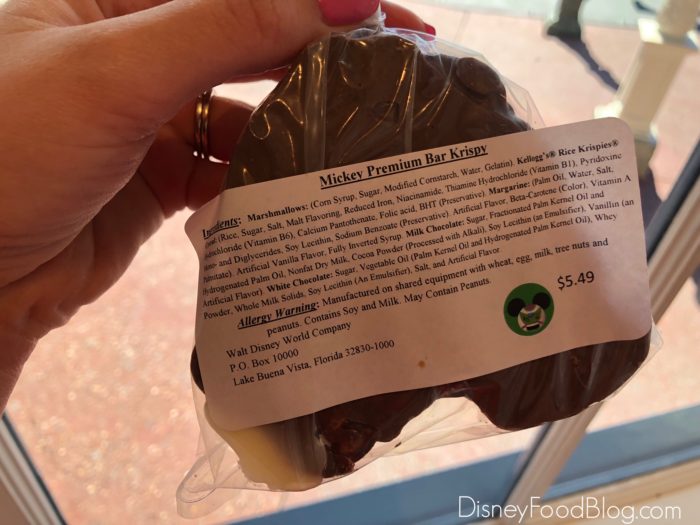 Mickey Premium Bar Krispy
Ingredients: Marshmallows: (Corn Syrup, Sugar, Modified Cornstarch, Water, Gelatin). Kellogg's® Rice Krispies®
Cereal (Rice, Sugar, Salt, Malt Flavoring, Reduced Iron, Niacinamide, Thiamine Hydrochloride (Vitamin B1), Pyridoxine
Hydrochloride (Vitamin B6), Calcium Pantothenate, Folic acid, BHT (Preservative). Margarine: (Palm Oil, Water, Salt,
Mono- and Diglycerides, Soy Lecithin, Sodium Benzoate (Preservative). Artificial Flavor, Beta-Carotene (Color), Vitamin A
Palmitate). Artificial Vanilla Flavor, Fully Inverted Syrup. Milk Chocolate: Sugar, Fractionated Palm Kernel Oil and
Hydrogenated Palm Oil, Nonfat Dry Milk, Cocoa Powder (Processed with Alkali), Soy Lecithin (an Emulsifier), Vanillin (an
Artificial Flavor). White Chocolate: Sugar, Vegetable Oil (Palm Kernel Oil and Hydrogenated Palm Kernel Oil), Whey
Powder, Whole Milk Solids, Soy Lecithin (An Emulsifier), Salt, and Artificial Flavor.
Allergy Warning: Manufactured on shared equipment with wheat, egg, milk, tree nuts and
peanuts. Contains Soy and Milk. May Contain Peanuts.
Walt Disney World Company
P.O. Box 10000
Lake Buena Vista, Florida 32830-1000
$5.49
DisneyFoodBlog.com